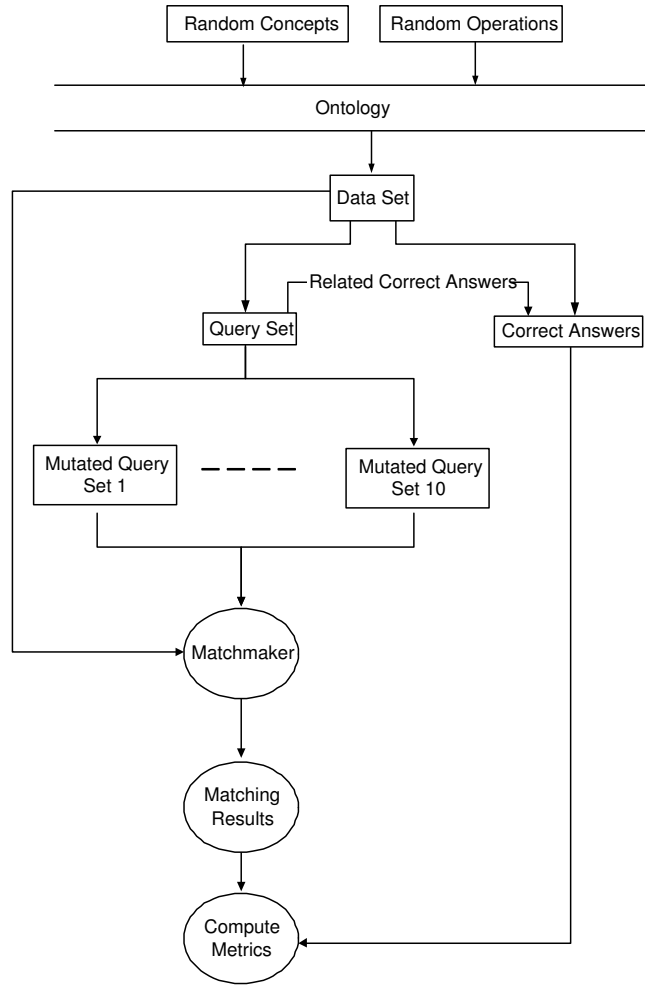 Random Concepts
Random Operations
Ontology
Data Set
Related Correct Answers
Query Set
Correct Answers
Mutated Query
Set 1
Mutated Query
Set 10
Matchmaker
Matching
Results
Compute
Metrics